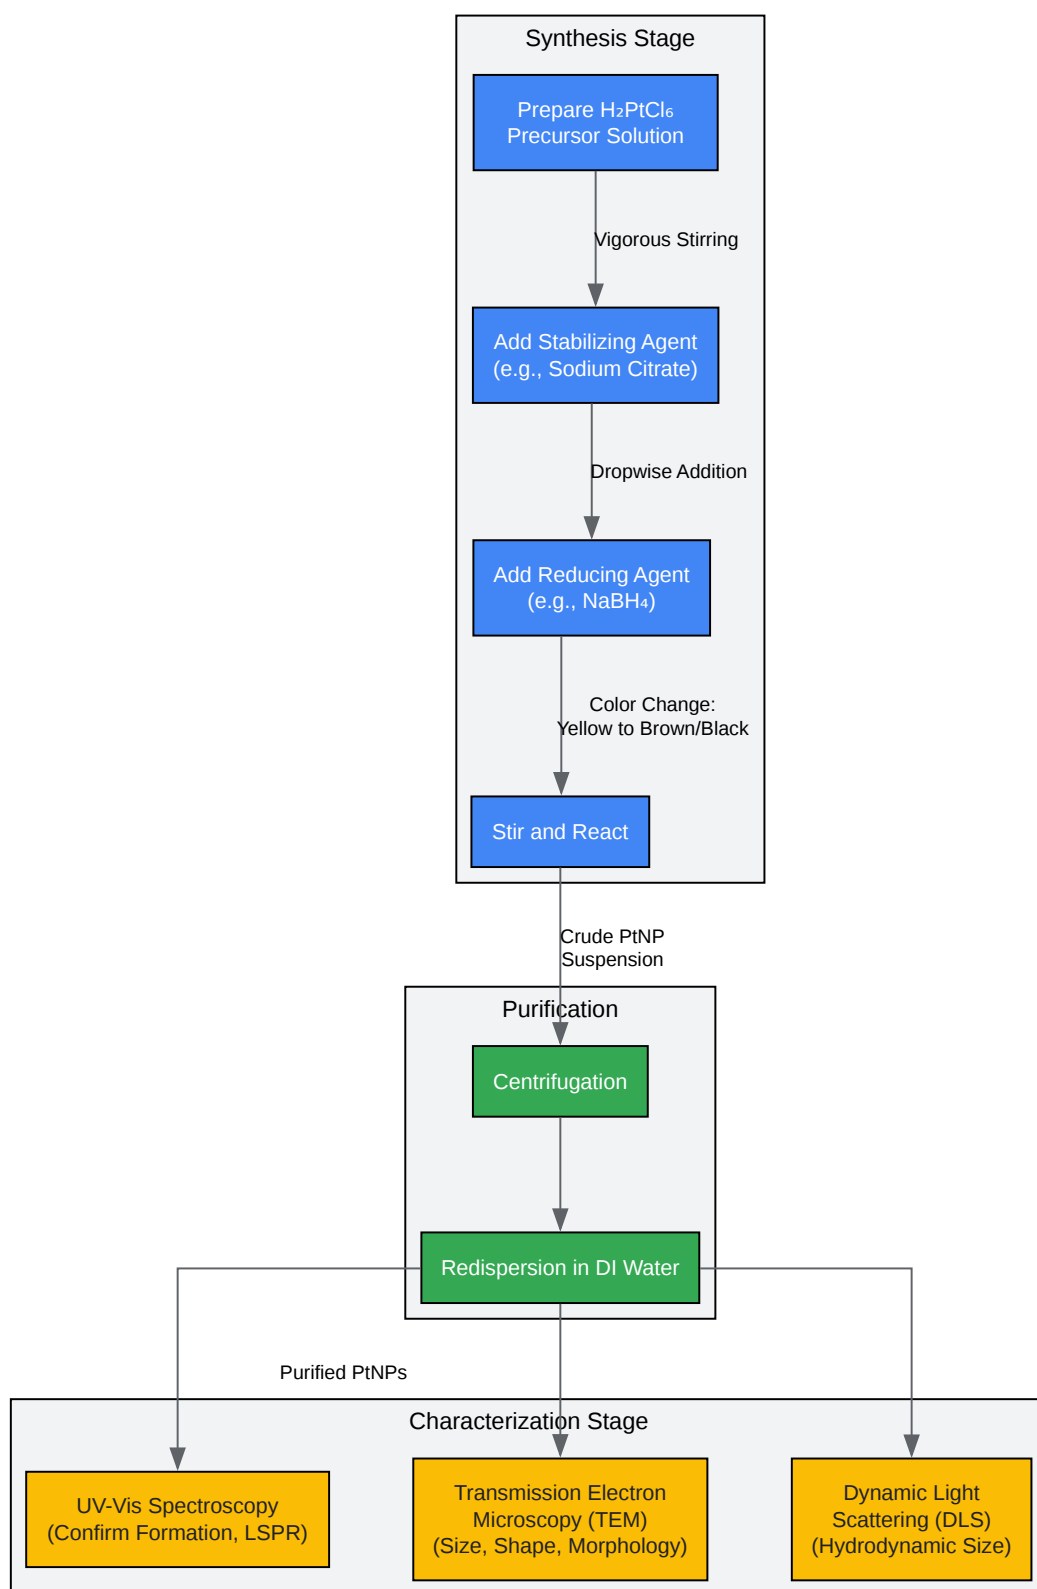 Synthesis Stage
Prepare H₂PtCl₆
Precursor Solution
Vigorous Stirring
Add Stabilizing Agent
(e.g., Sodium Citrate)
Dropwise Addition
Add Reducing Agent
(e.g., NaBH₄)
Color Change:
Yellow to Brown/Black
Stir and React
Crude PtNP
Suspension
Purification
Centrifugation
Redispersion in DI Water
Purified PtNPs
Characterization Stage
UV-Vis Spectroscopy
(Confirm Formation, LSPR)
Transmission Electron
Microscopy (TEM)
(Size, Shape, Morphology)
Dynamic Light
Scattering (DLS)
(Hydrodynamic Size)